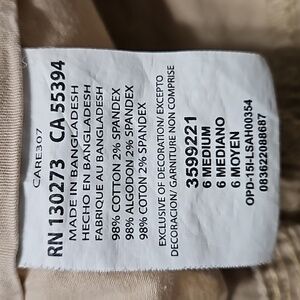 CARE307
RN 130273 CA 55394
MADE IN BANGLADESH
HECHO EN BANGLADESH
FABRIQUE AU BANGLADESH
98% COTTON 2% SPANDEX
98% ALGODON 2% SPANDEX
98% COTON 2% SPANDEX
EXCLUSIVE OF DECORATION/ EXCEPTO
DECORACION/ GARNITURE NON COMPRISE
3599221
6 MEDIUM
6 MEDIANO
6 MOYEN
OPD-15I-LSAH00354
083622088687